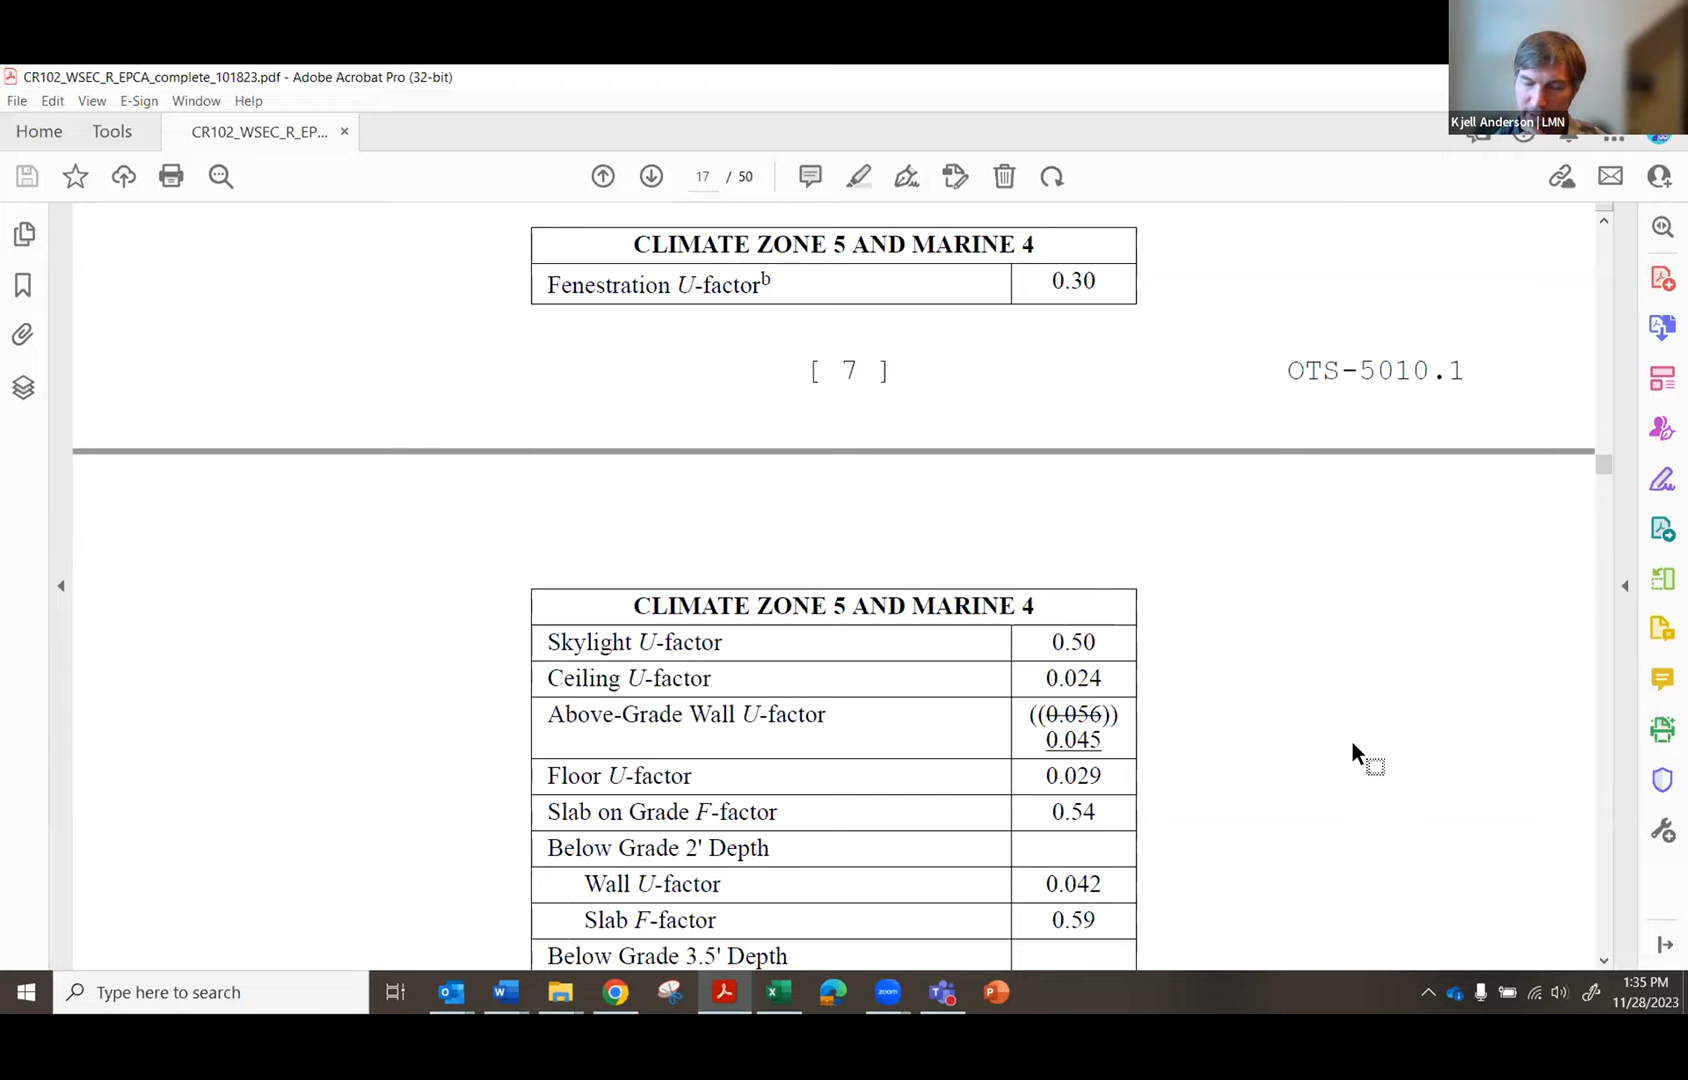 CR102_WSEC_R_EPCA_complete_101823.pdf - Adobe Acrobat Pro (32-bit)
File Edit View E-Sign Window Help
Kjell Anderson | LMN
Home Tools CR102_WSEC_R_EP... ×
17 / 50
CLIMATE ZONE 5 AND MARINE 4
Fenestration U-factorb 0.30
[ 7 ] OTS-5010.1
CLIMATE ZONE 5 AND MARINE 4
Skylight U-factor 0.50
Ceiling U-factor 0.024
Above-Grade Wall U-factor ((0.056))
0.045
Floor U-factor 0.029
Slab on Grade F-factor 0.54
Below Grade 2' Depth
Wall U-factor 0.042
Slab F-factor 0.59
Below Grade 3.5' Depth
Type here to search
zoom
1:35 PM
11/28/2023